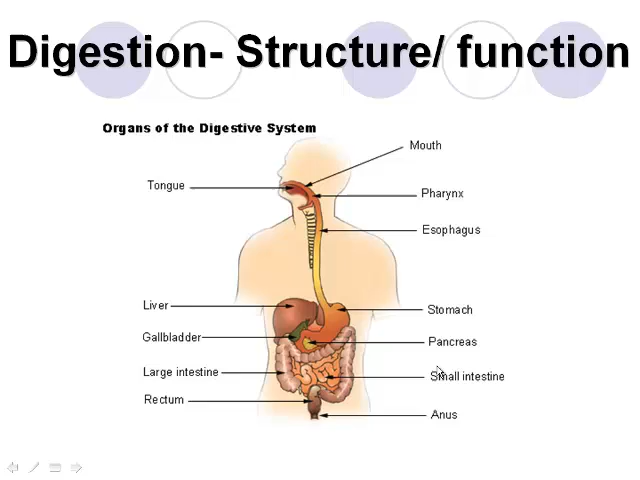 Digestion- Structure/ function
Organs of the Digestive System
Mouth
Tongue
Pharynx
Esophagus
Liver
Stomach
Gallbladder
Pancreas
Large intestine
Small intestine
Rectum
Anus